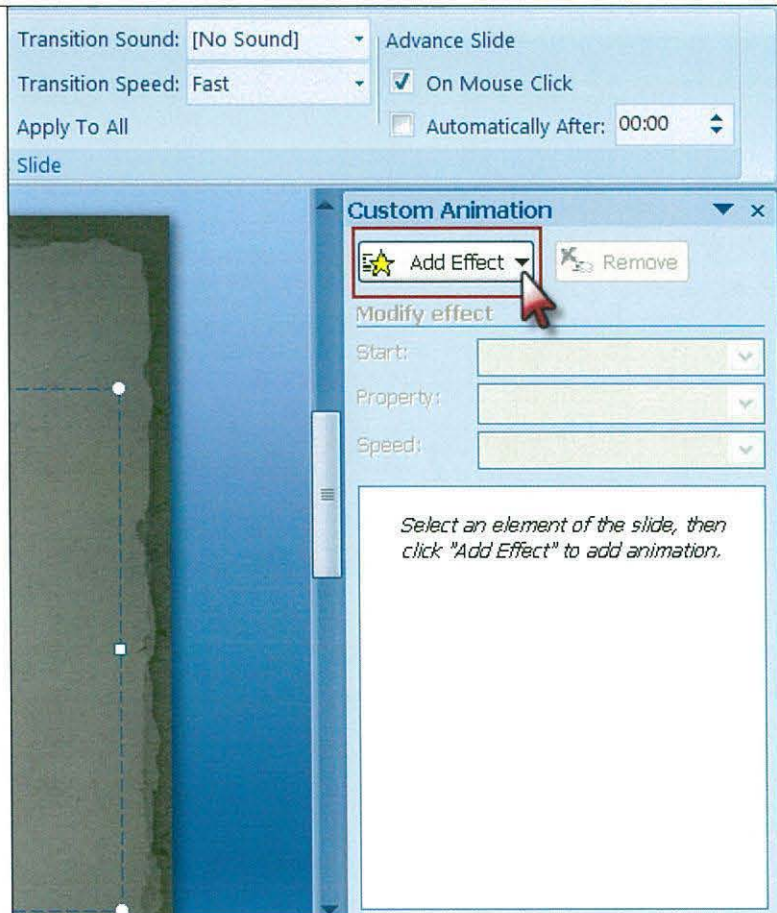 Transition Sound: [No Sound]
Transition Speed: Fast
Apply To All
Slide
Advance Slide
On Mouse Click
Automatically After: 00:00
Custom Animation
Add Effect
Remove
Modify effect
Start:
Property:
Speed:
Select an element of the slide, then
click "Add Effect" to add animation.